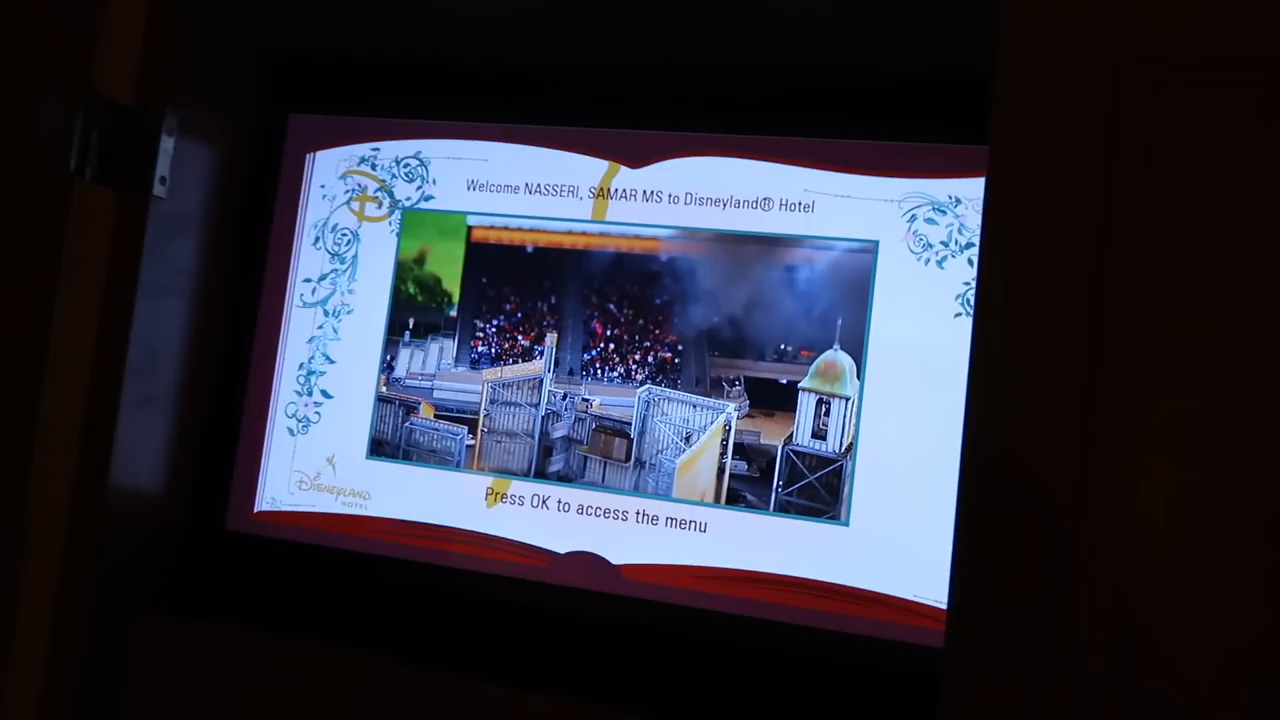 Welcome NASSERI, SAMAR MS to Disneyland® Hotel
Press OK to access the menu
DISNEYLAND
HOTEL